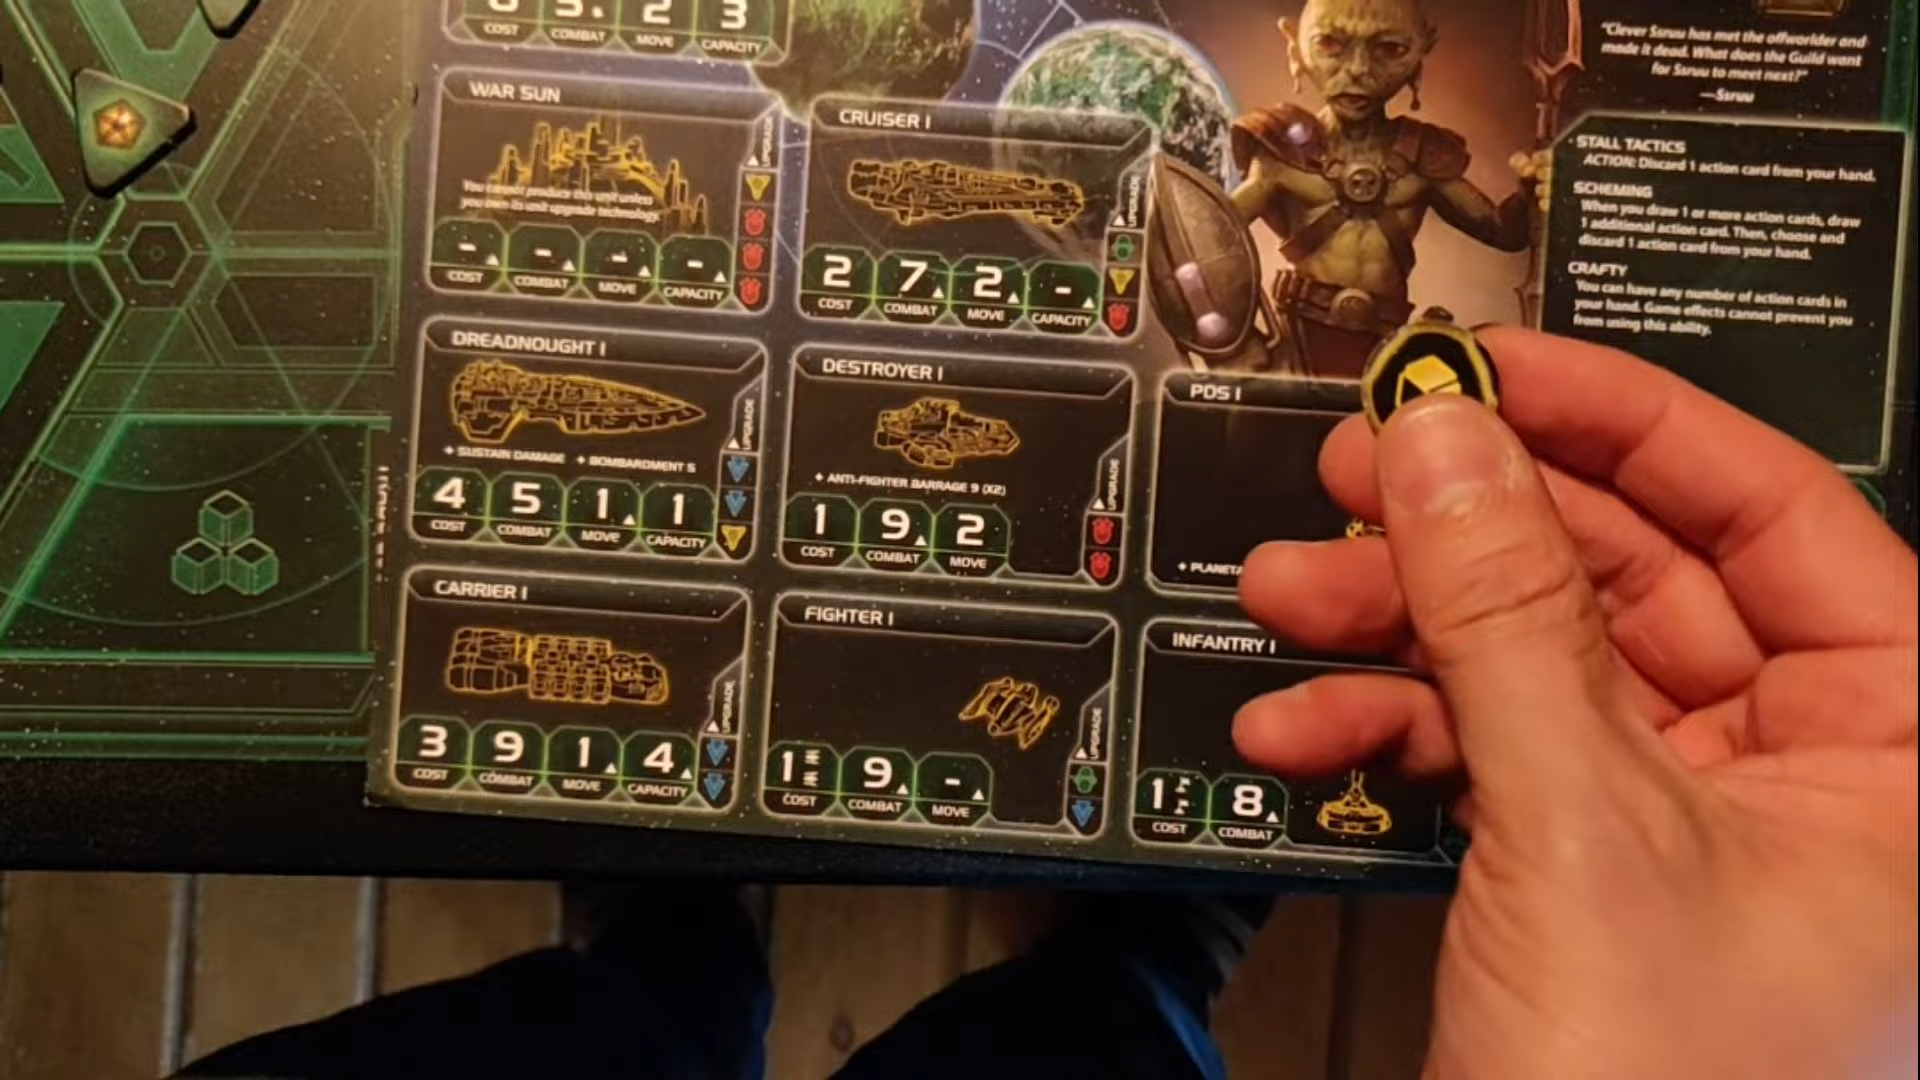 5.
2
3
COST
COMBAT
MOVE
CAPACITY
"Clever Ssruu has met the offworlder and
made it dead. What does the Guild want
for Ssruu to meet next?"
—Ssruu
WAR SUN
You cannot produce this unit unless
you own its unit upgrade technology.
UPGRADE
-
-
-
-
COST
COMBAT
MOVE
CAPACITY
CRUISER I
UPGRADE
2
7
2
-
COST
COMBAT
MOVE
CAPACITY
STALL TACTICS
ACTION: Discard 1 action card from your hand.
SCHEMING
When you draw 1 or more action cards, draw
1 additional action card. Then, choose and
discard 1 action card from your hand.
CRAFTY
You can have any number of action cards in
your hand. Game effects cannot prevent you
from using this ability.
DREADNOUGHT I
UPGRADE
+ SUSTAIN DAMAGE + BOMBARDMENT 5
4
5
1
1
COST
COMBAT
MOVE
CAPACITY
DESTROYER I
UPGRADE
+ ANTI-FIGHTER BARRAGE 9 (X2)
1
9
2
COST
COMBAT
MOVE
PDS I
+ PLANETA
CARRIER I
UPGRADE
3
9
1
4
COST
COMBAT
MOVE
CAPACITY
FIGHTER I
UPGRADE
1
9
-
COST
COMBAT
MOVE
INFANTRY I
1
8
COST
COMBAT